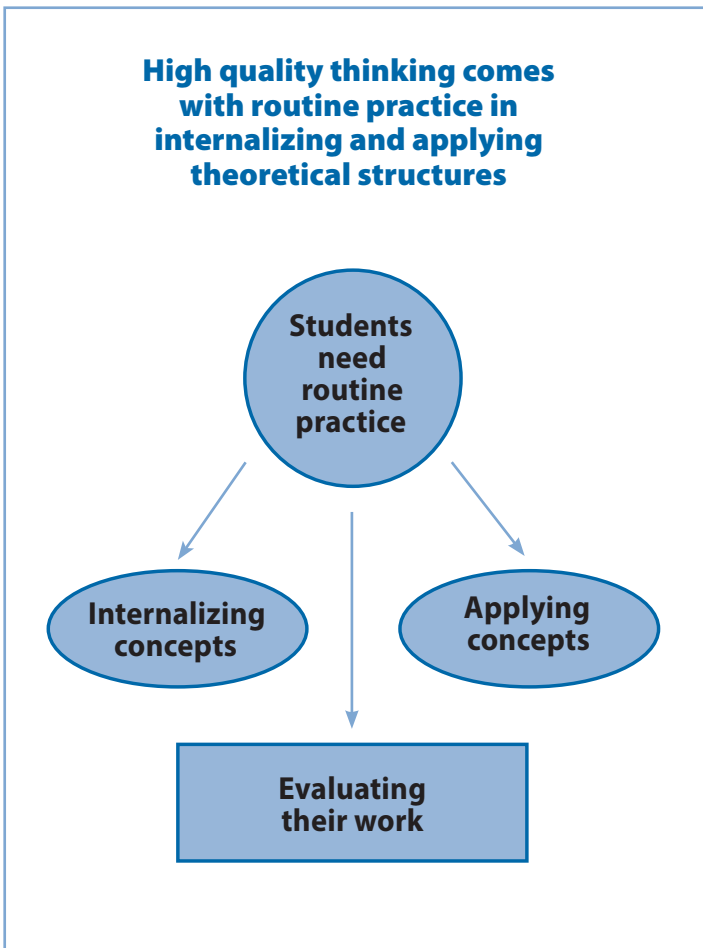 High quality thinking comes
with routine practice in
internalizing and applying
theoretical structures
Students
need
routine
practice
Internalizing
concepts
Applying
concepts
Evaluating
their work